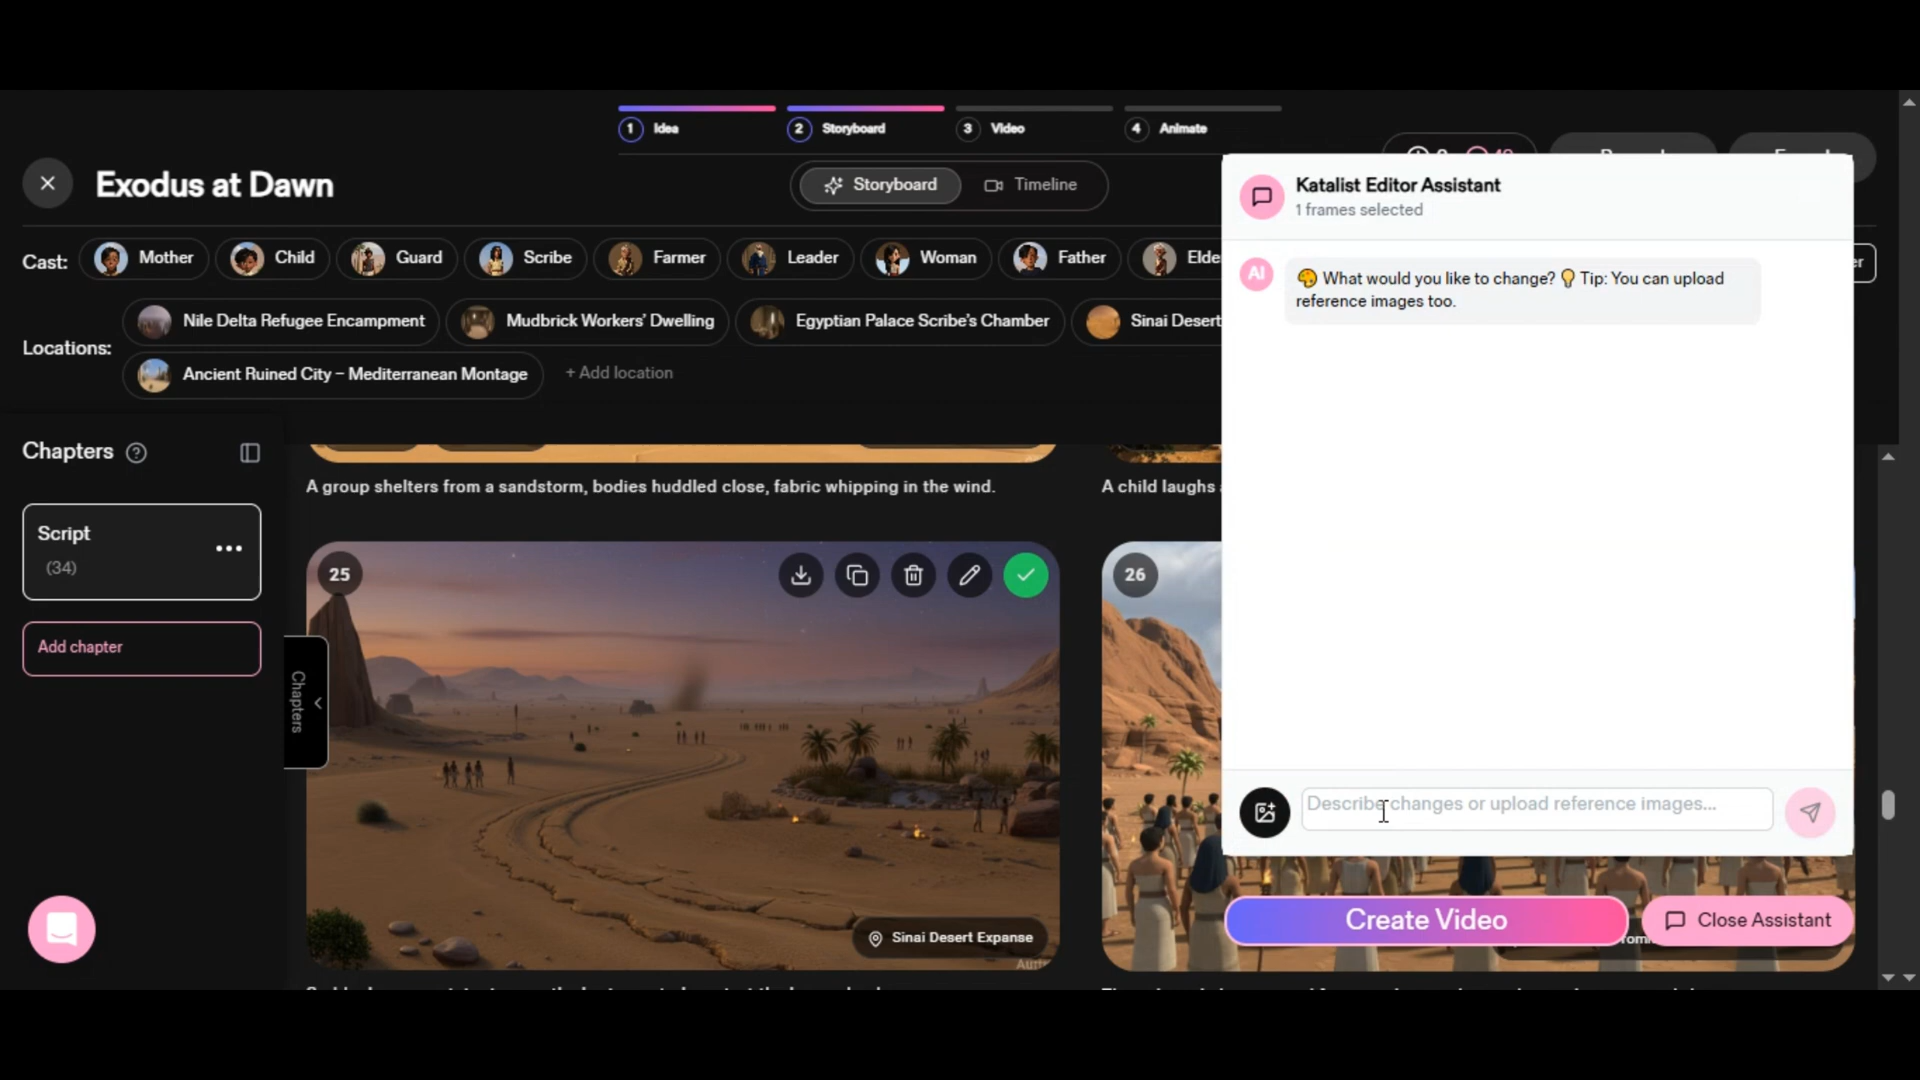 1 Idea
2 Storyboard
3 Video
4 Animate
Exodus at Dawn
Storyboard
Timeline
Cast:
Mother
Child
Guard
Scribe
Farmer
Leader
Woman
Father
Elde
er
Locations:
Nile Delta Refugee Encampment
Mudbrick Workers’ Dwelling
Egyptian Palace Scribe’s Chamber
Sinai Desert
Ancient Ruined City – Mediterranean Montage
+ Add location
Chapters
Script
(34)
Add chapter
Chapters
A group shelters from a sandstorm, bodies huddled close, fabric whipping in the wind.
A child laughs
25
Sinai Desert Expanse
26
Katalist Editor Assistant
1 frames selected
AI
What would you like to change? Tip: You can upload
reference images too.
Describe changes or upload reference images...
Create Video
Close Assistant